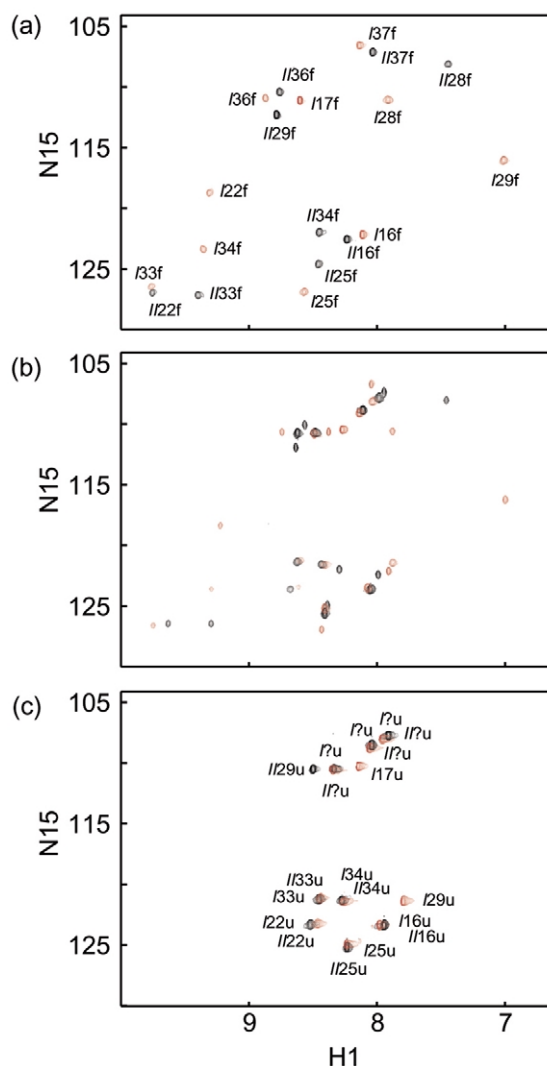 (a)
105
I37f
II37f
II36f
II28f
I36f
I17f
I28f
II29f
N15
115
I29f
I22f
II34f
I16f
I34f
II16f
125
I33f
II25f
II22f
II33f
I25f
(b)
105
N15
115
125
(c)
105
I?u
I?u
II?u
II29u
II?u
II?u
I17u
N15
115
II33u
I34u
I33u
II34u
I29u
I22u
I16u
125
II22u
I25u
II16u
II25u
9
8
7
H1